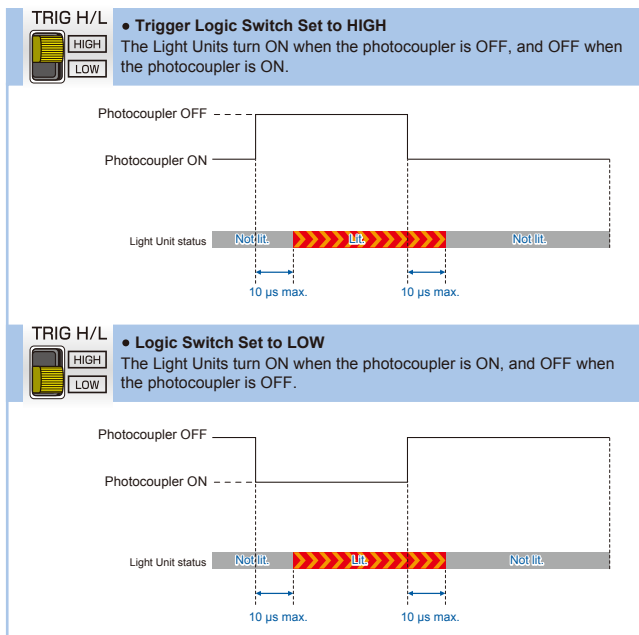 TRIG H/L
HIGH
LOW
● Trigger Logic Switch Set to HIGH
The Light Units turn ON when the photocoupler is OFF, and OFF when
the photocoupler is ON.
Photocoupler OFF
Photocoupler ON
Light Unit status
Not lit.
Lit.
Not lit.
10 µs max.
10 µs max.
TRIG H/L
HIGH
LOW
● Logic Switch Set to LOW
The Light Units turn ON when the photocoupler is ON, and OFF when
the photocoupler is OFF.
Photocoupler OFF
Photocoupler ON
Light Unit status
Not lit.
Lit.
Not lit.
10 µs max.
10 µs max.